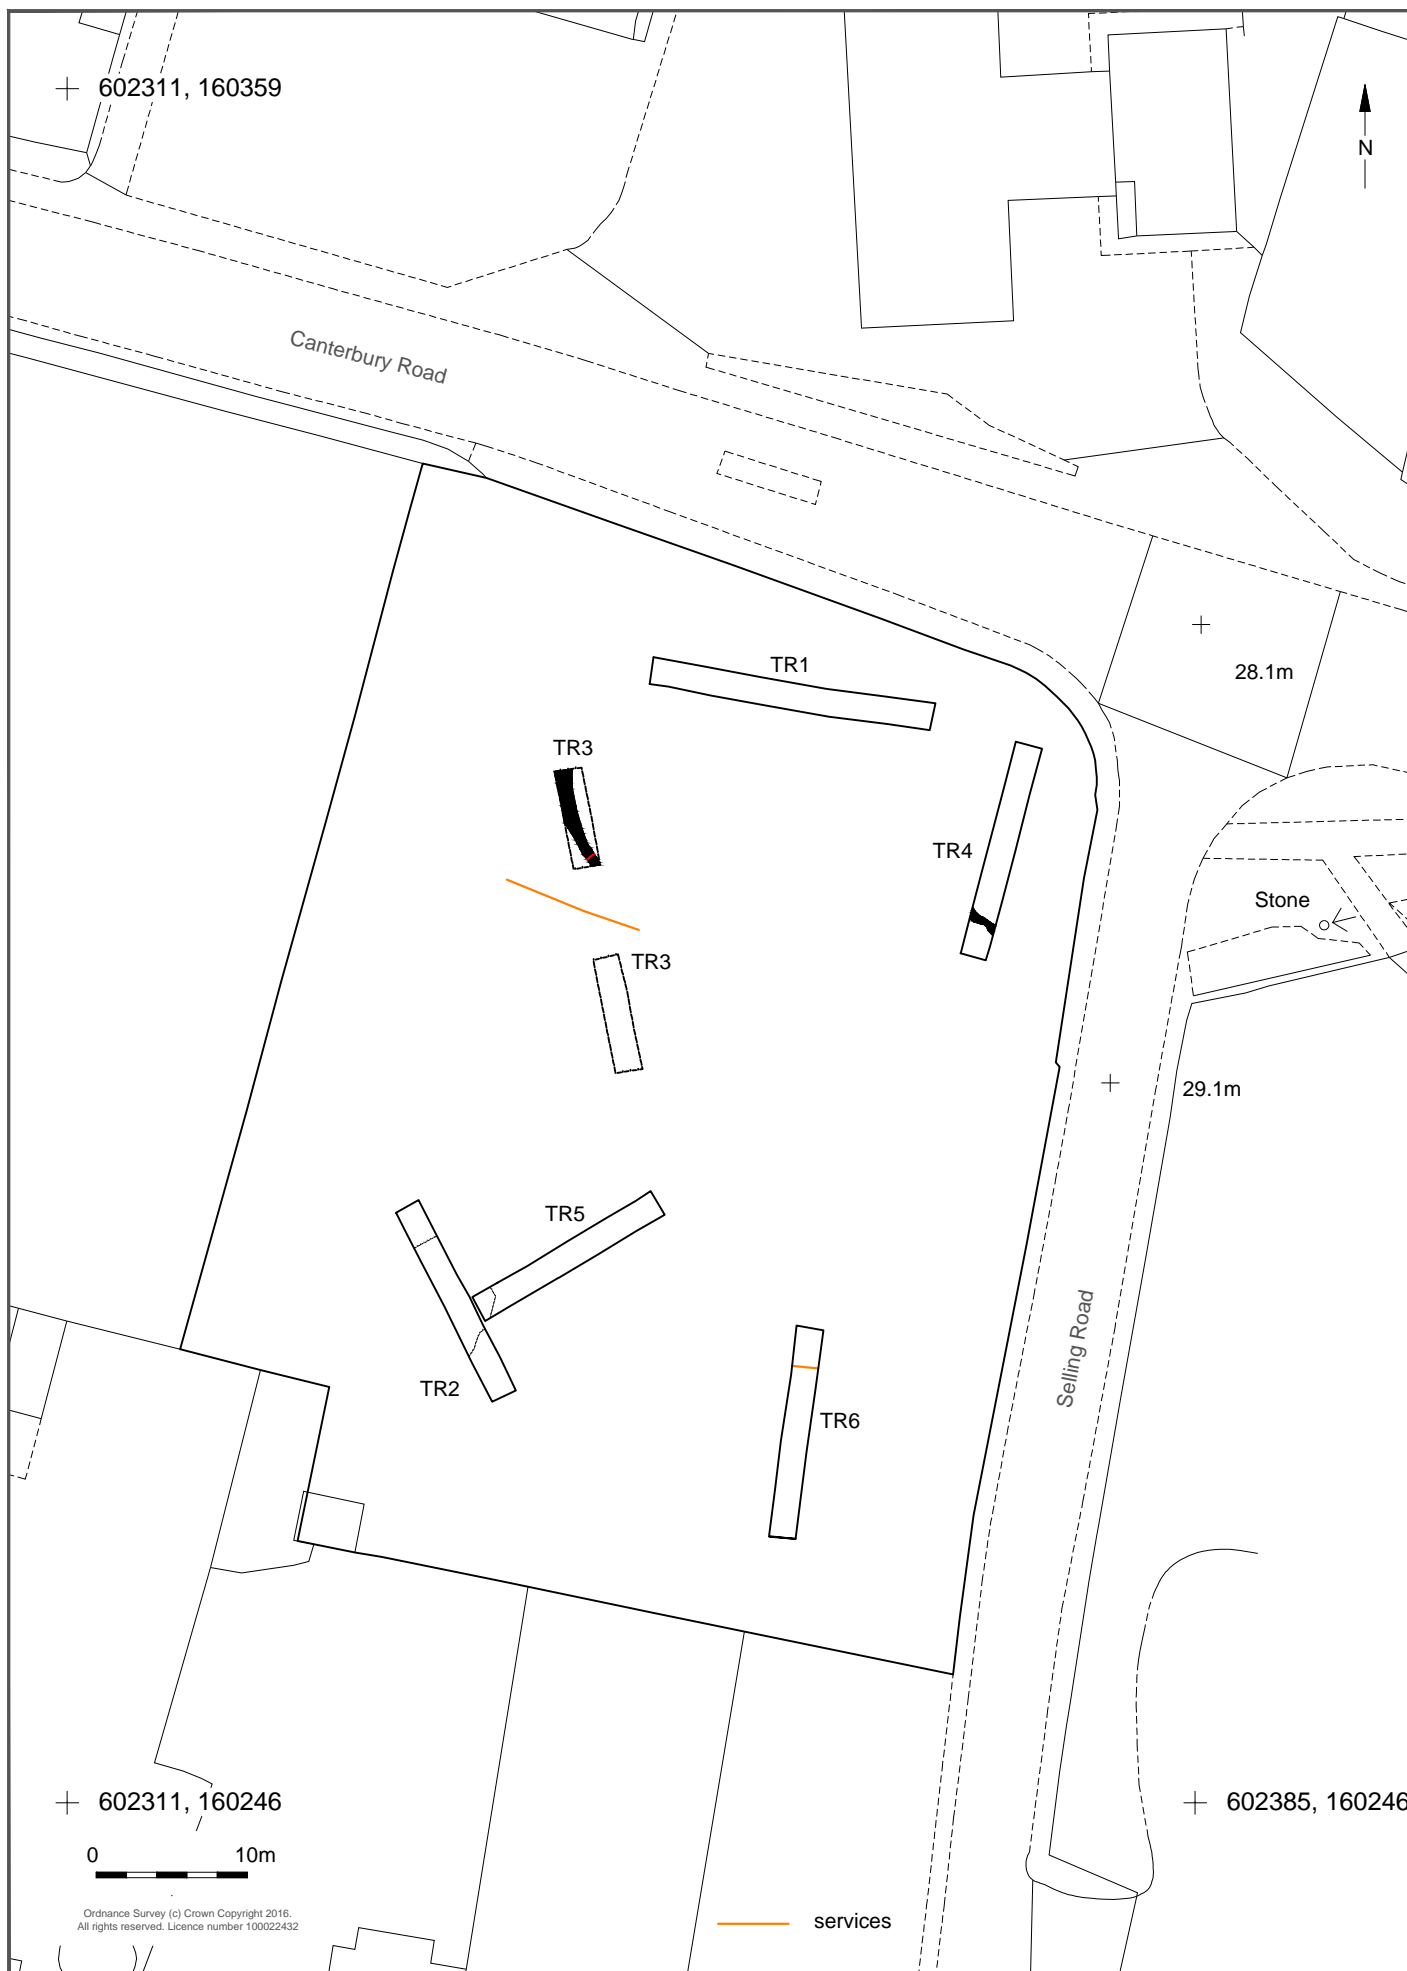 602311, 160359
N
Canterbury Road
TR1
28.1m
TR3
TR4
Stone
TR3
29.1m
TR5
TR2
TR6
Selling Road
602311, 160246
602385, 160246
0 10m
Ordnance Survey (c) Crown Copyright 2016.
All rights reserved. Licence number 100022432
services